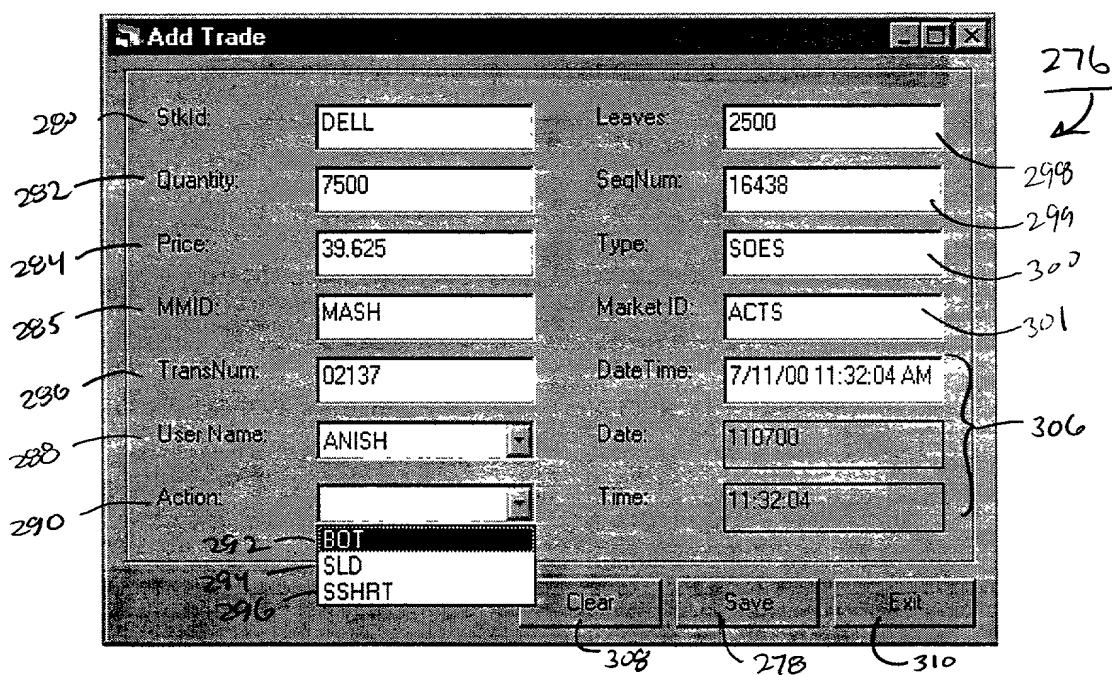 Add Trade
276
280 StkId: DELL Leaves: 2500 298
282 Quantity: 7500 SeqNum: 16438 299
284 Price: 39.625 Type: SOES 300
285 MMID: MASH Market ID: ACTS 301
286 TransNum: 02137 DateTime: 7/11/00 11:32:04 AM
288 User Name: ANISH Date: 110700 306
290 Action: Time: 11:32:04
292 BOT
294 SLD
296 SSHRT
Clear Save Exit
308 278 310